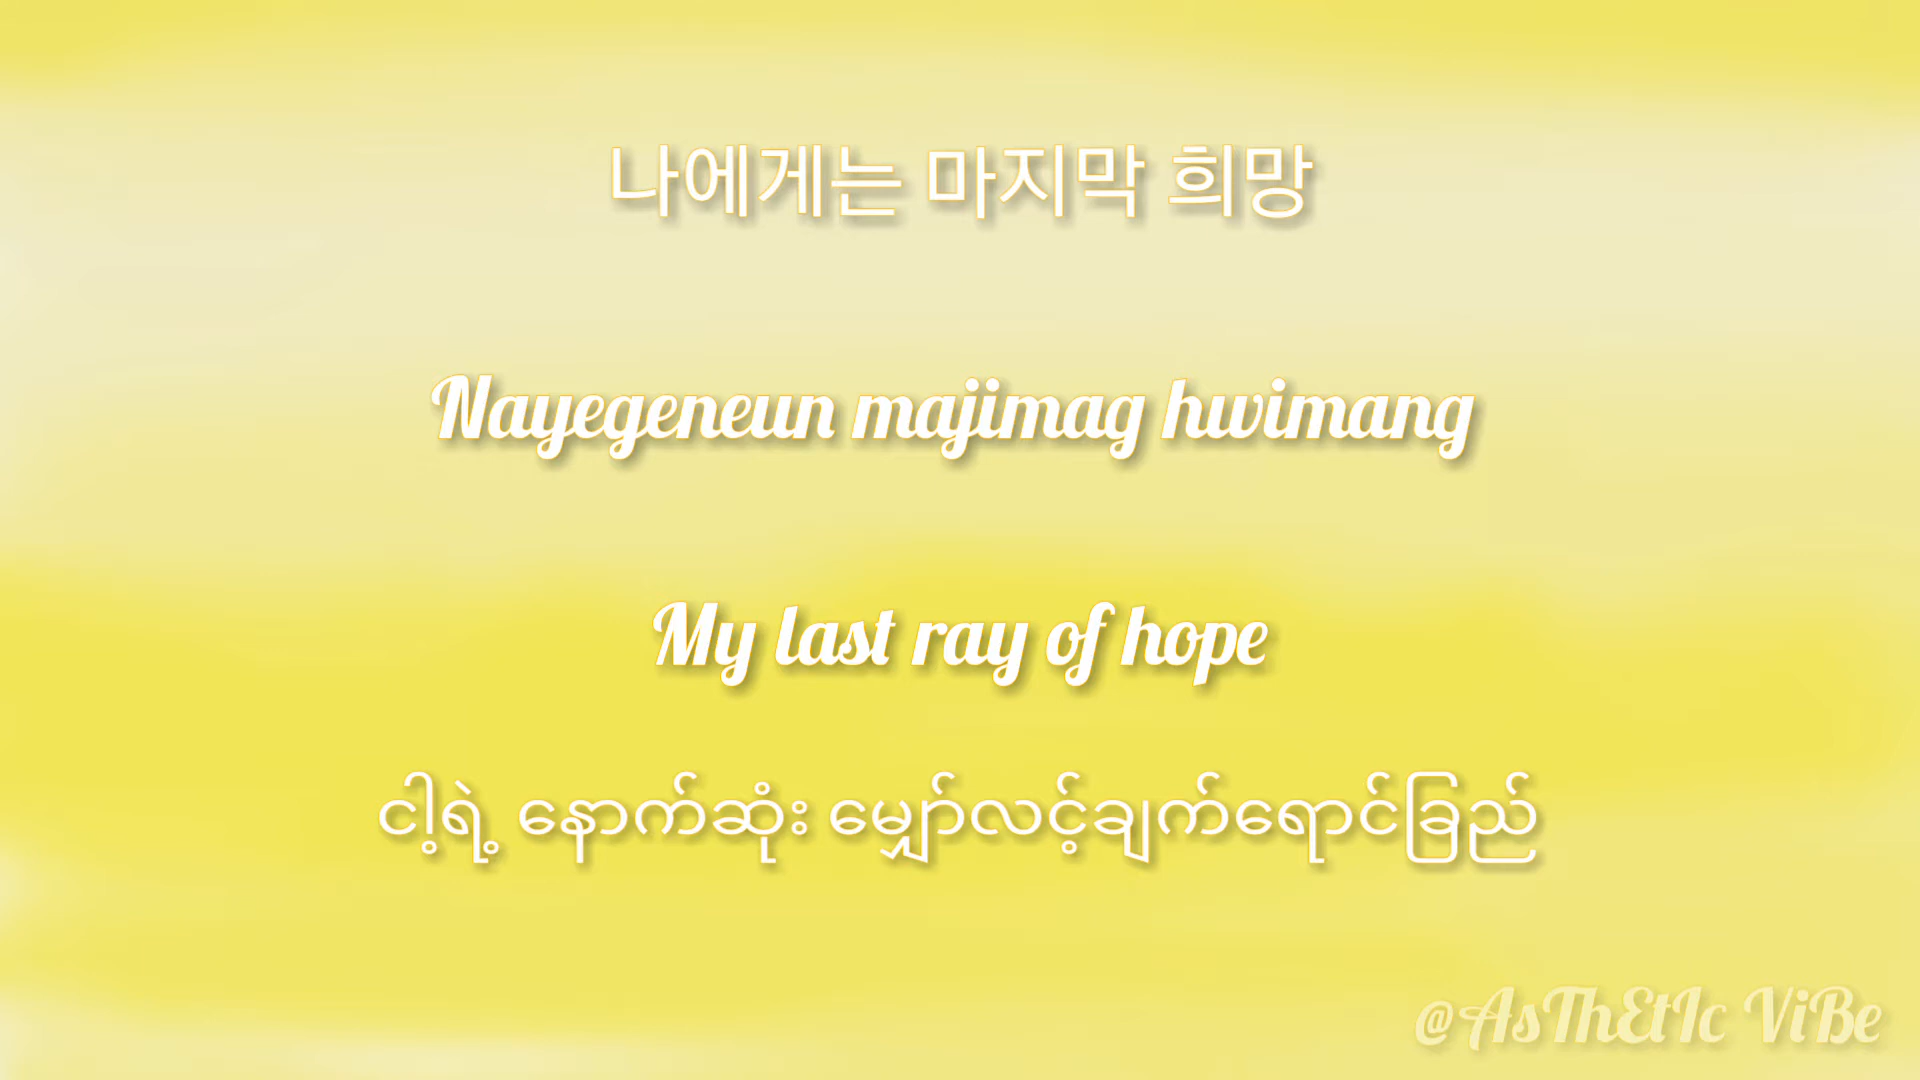 나에게는 마지막 희망
Nayegeneun majimag hwimang
My last ray of hope
ငါ့ရဲ့ နောက်ဆုံး မျှော်လင့်ချက်ရောင်ခြည်
@AsThEtIc ViBe